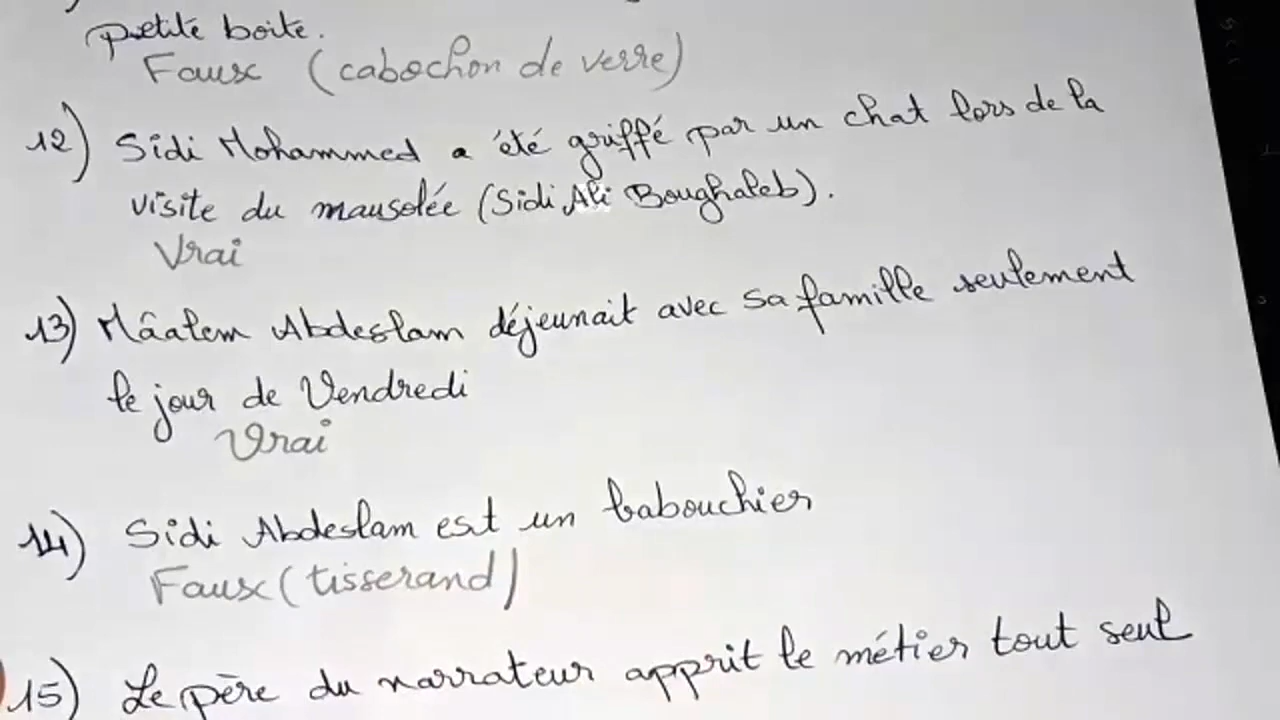 petite boite.
Faux (cabochon de verre)
12) Sidi Mohammed a été griffé par un chat lors de la
visite du mausolée (Sidi Ali Boughaleb).
Vrai
13) Mâalem Abdeslam déjeunait avec sa famille seulement
le jour de Vendredi
Vrai
14) Sidi Abdeslam est un babouchier
Faux (tisserand)
15) Le père du narrateur apprit le métier tout seul